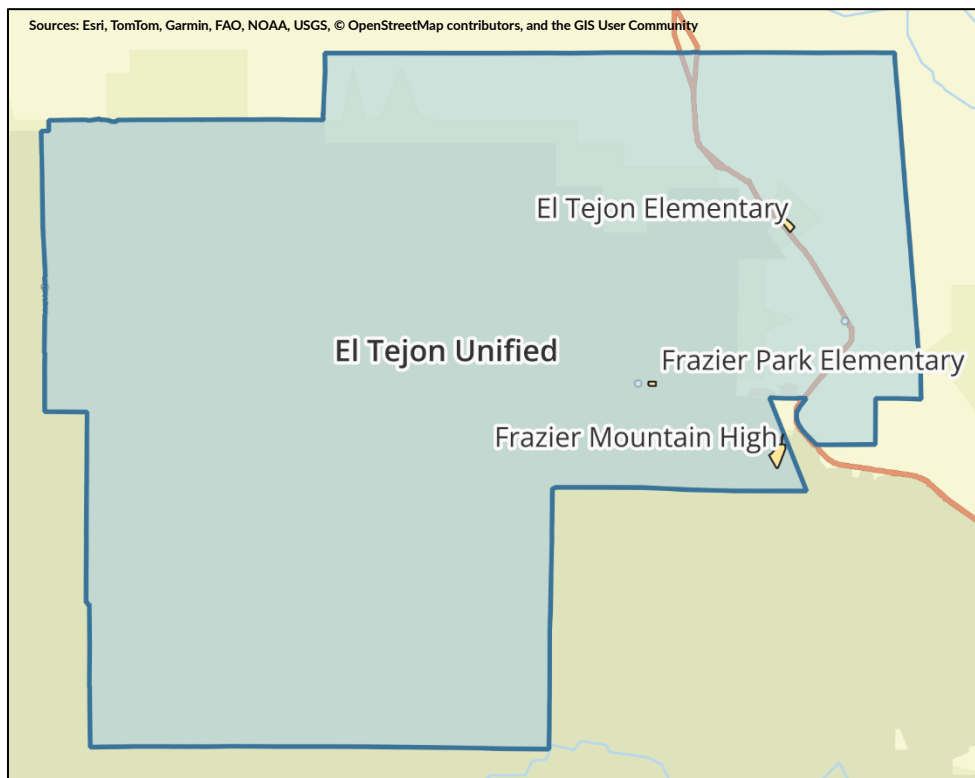 Sources: Esri, TomTom, Garmin, FAO, NOAA, USGS, © OpenStreetMap contributors, and the GIS User Community
El Tejon Elementary
El Tejon Unified
Frazier Park Elementary
Frazier Mountain High